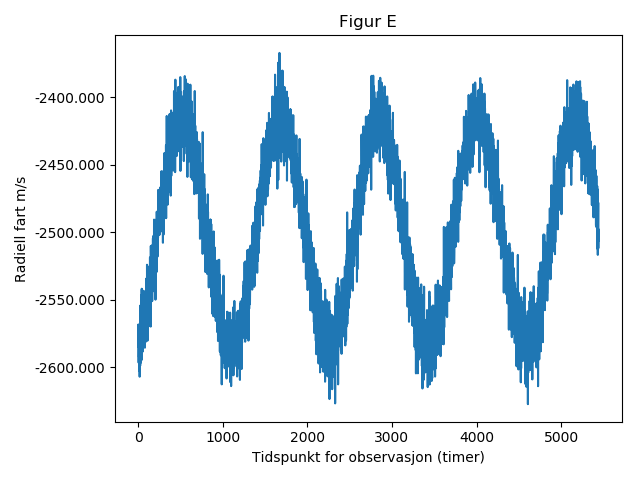 Figur E
-2400.000
-2450.000
-2500.000
-2550.000
-2600.000
Radiell fart m/s
0 1000 2000 3000 4000 5000
Tidspunkt for observasjon (timer)